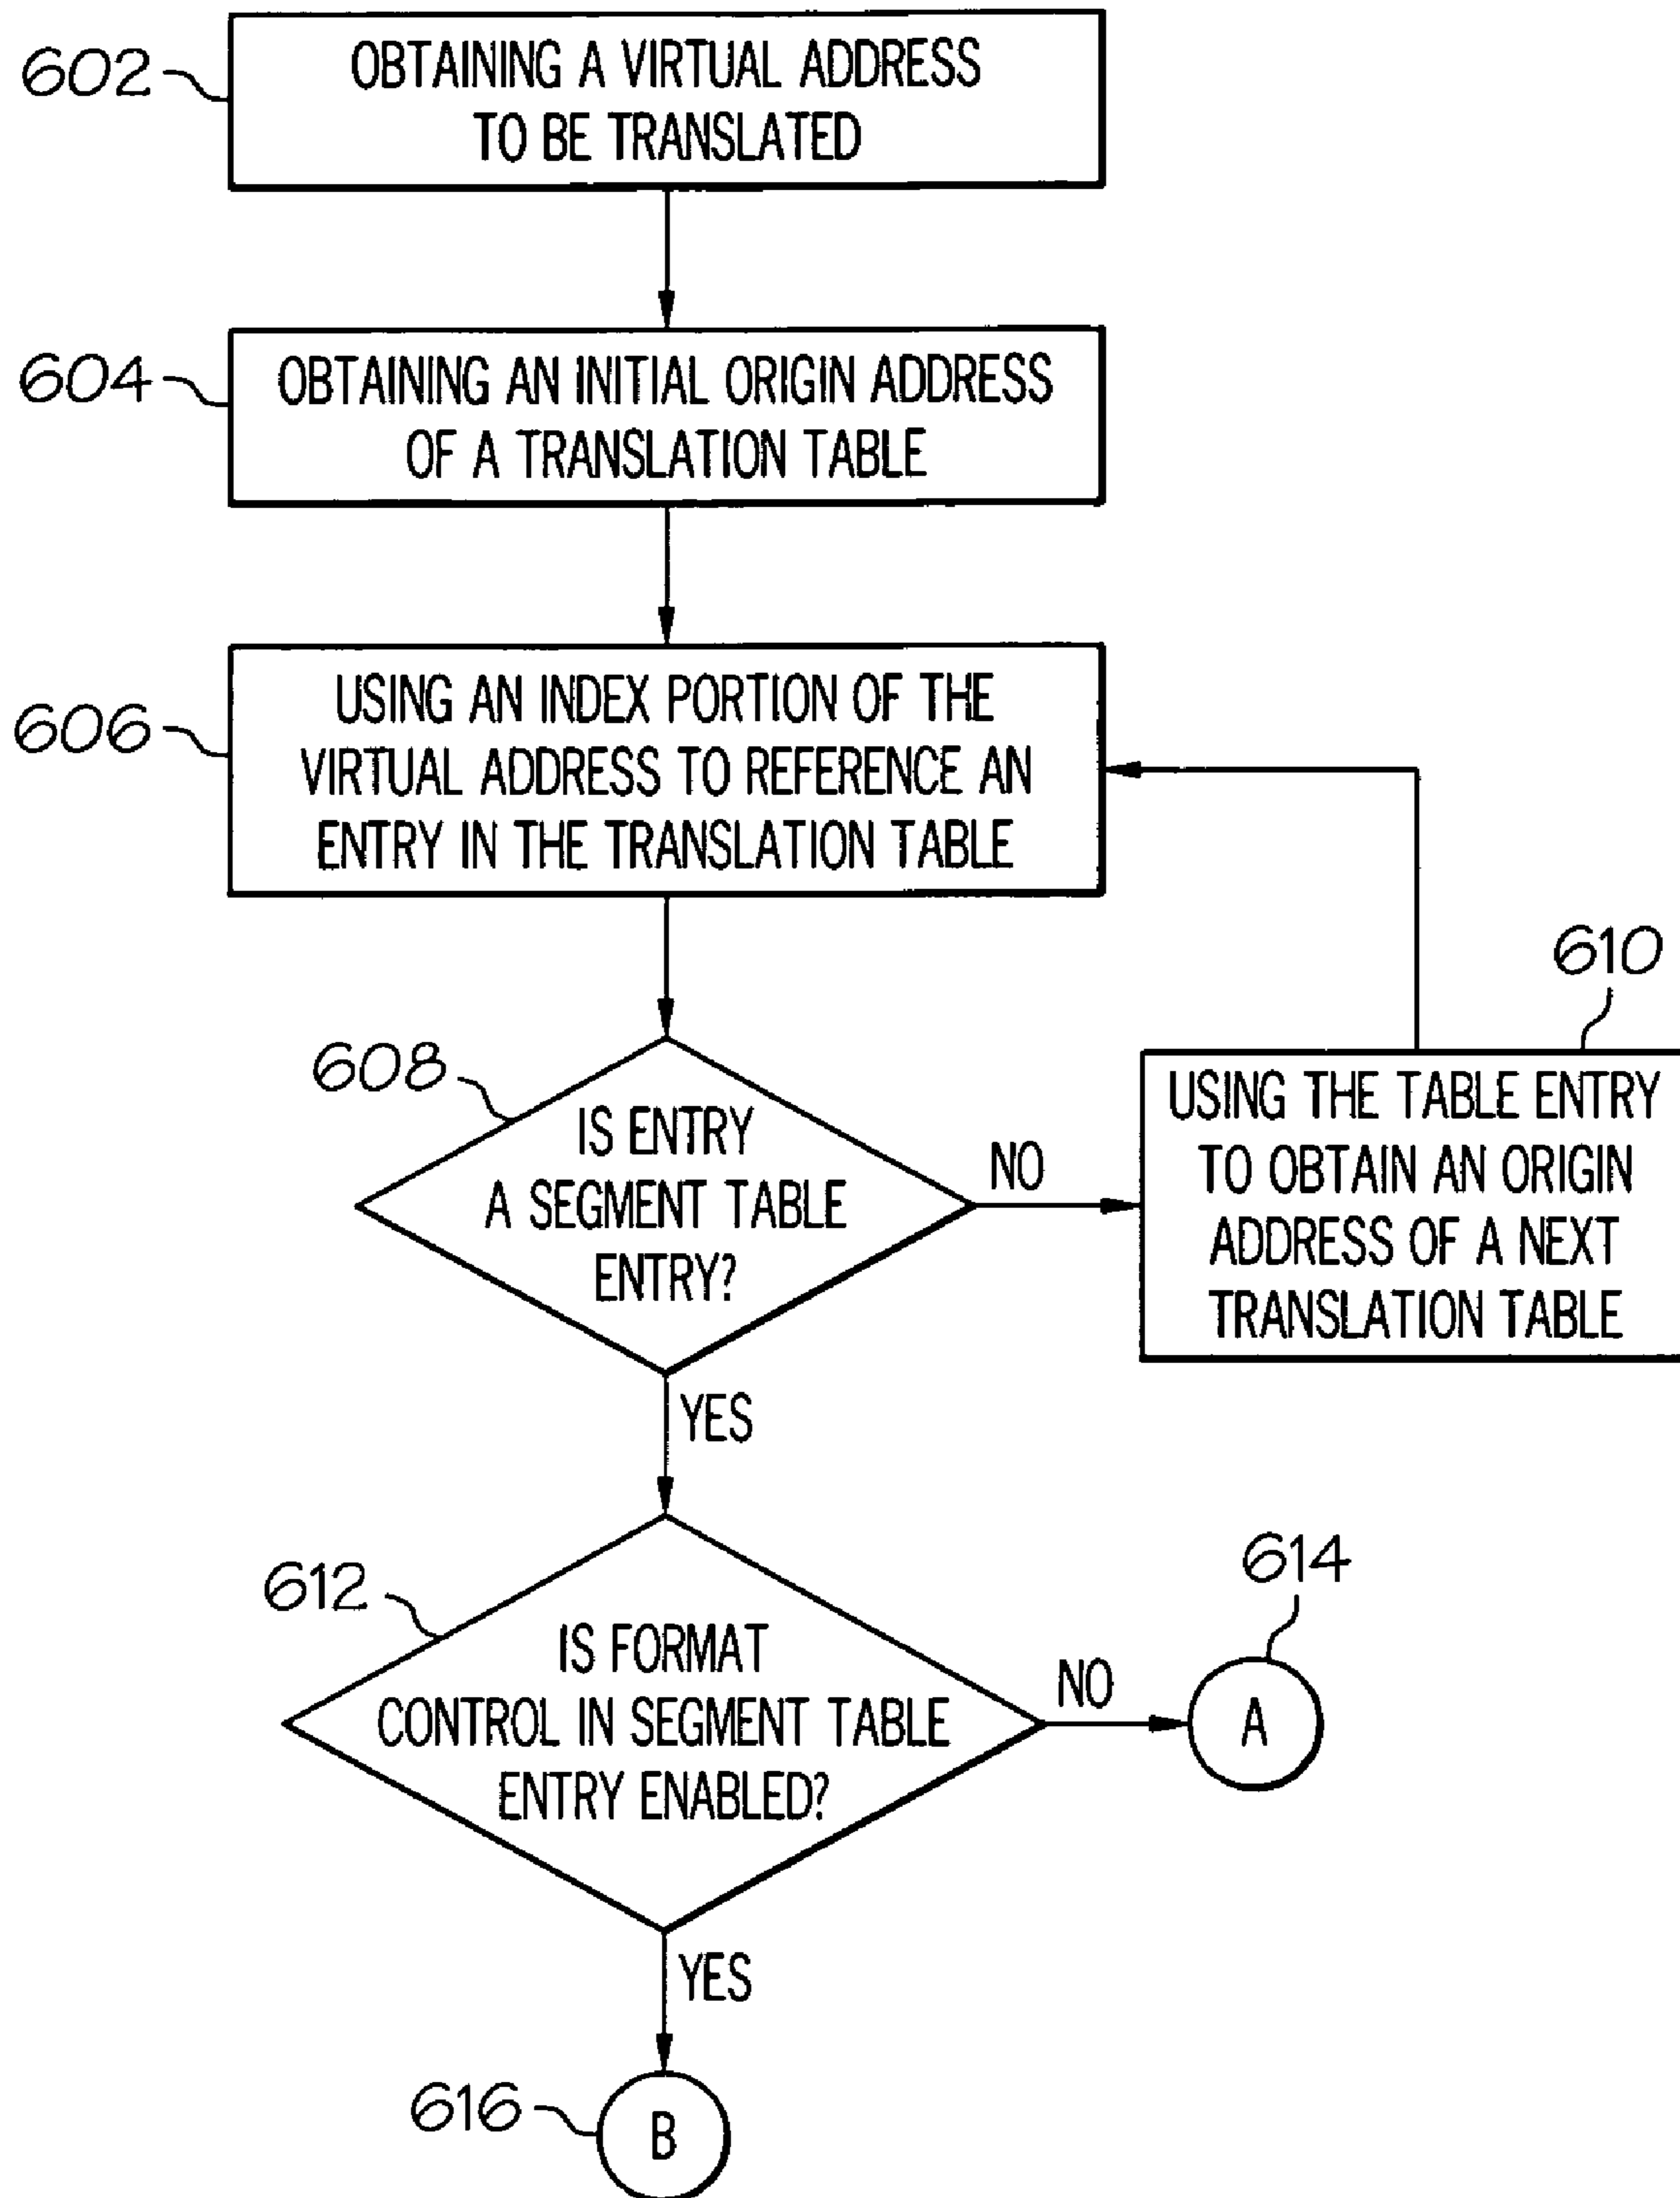 602
OBTAINING A VIRTUAL ADDRESS
TO BE TRANSLATED
604
OBTAINING AN INITIAL ORIGIN ADDRESS
OF A TRANSLATION TABLE
606
USING AN INDEX PORTION OF THE
VIRTUAL ADDRESS TO REFERENCE AN
ENTRY IN THE TRANSLATION TABLE
608
IS ENTRY
A SEGMENT TABLE
ENTRY?
NO
610
USING THE TABLE ENTRY
TO OBTAIN AN ORIGIN
ADDRESS OF A NEXT
TRANSLATION TABLE
YES
612
IS FORMAT
CONTROL IN SEGMENT TABLE
ENTRY ENABLED?
NO
614
A
YES
616
B